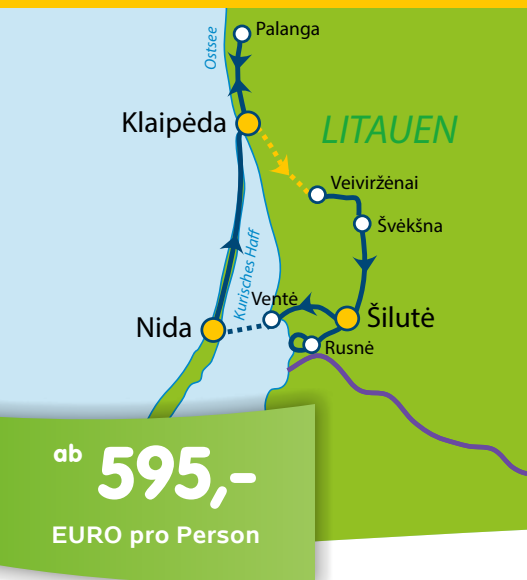 Palanga
Ostsee
Klaipėda
LITAUEN
Veiviržėnai
Švėkšna
Kurisches Haff
Ventė
Nida
Šilutė
Rusnė
ab 595,-
EURO pro Person